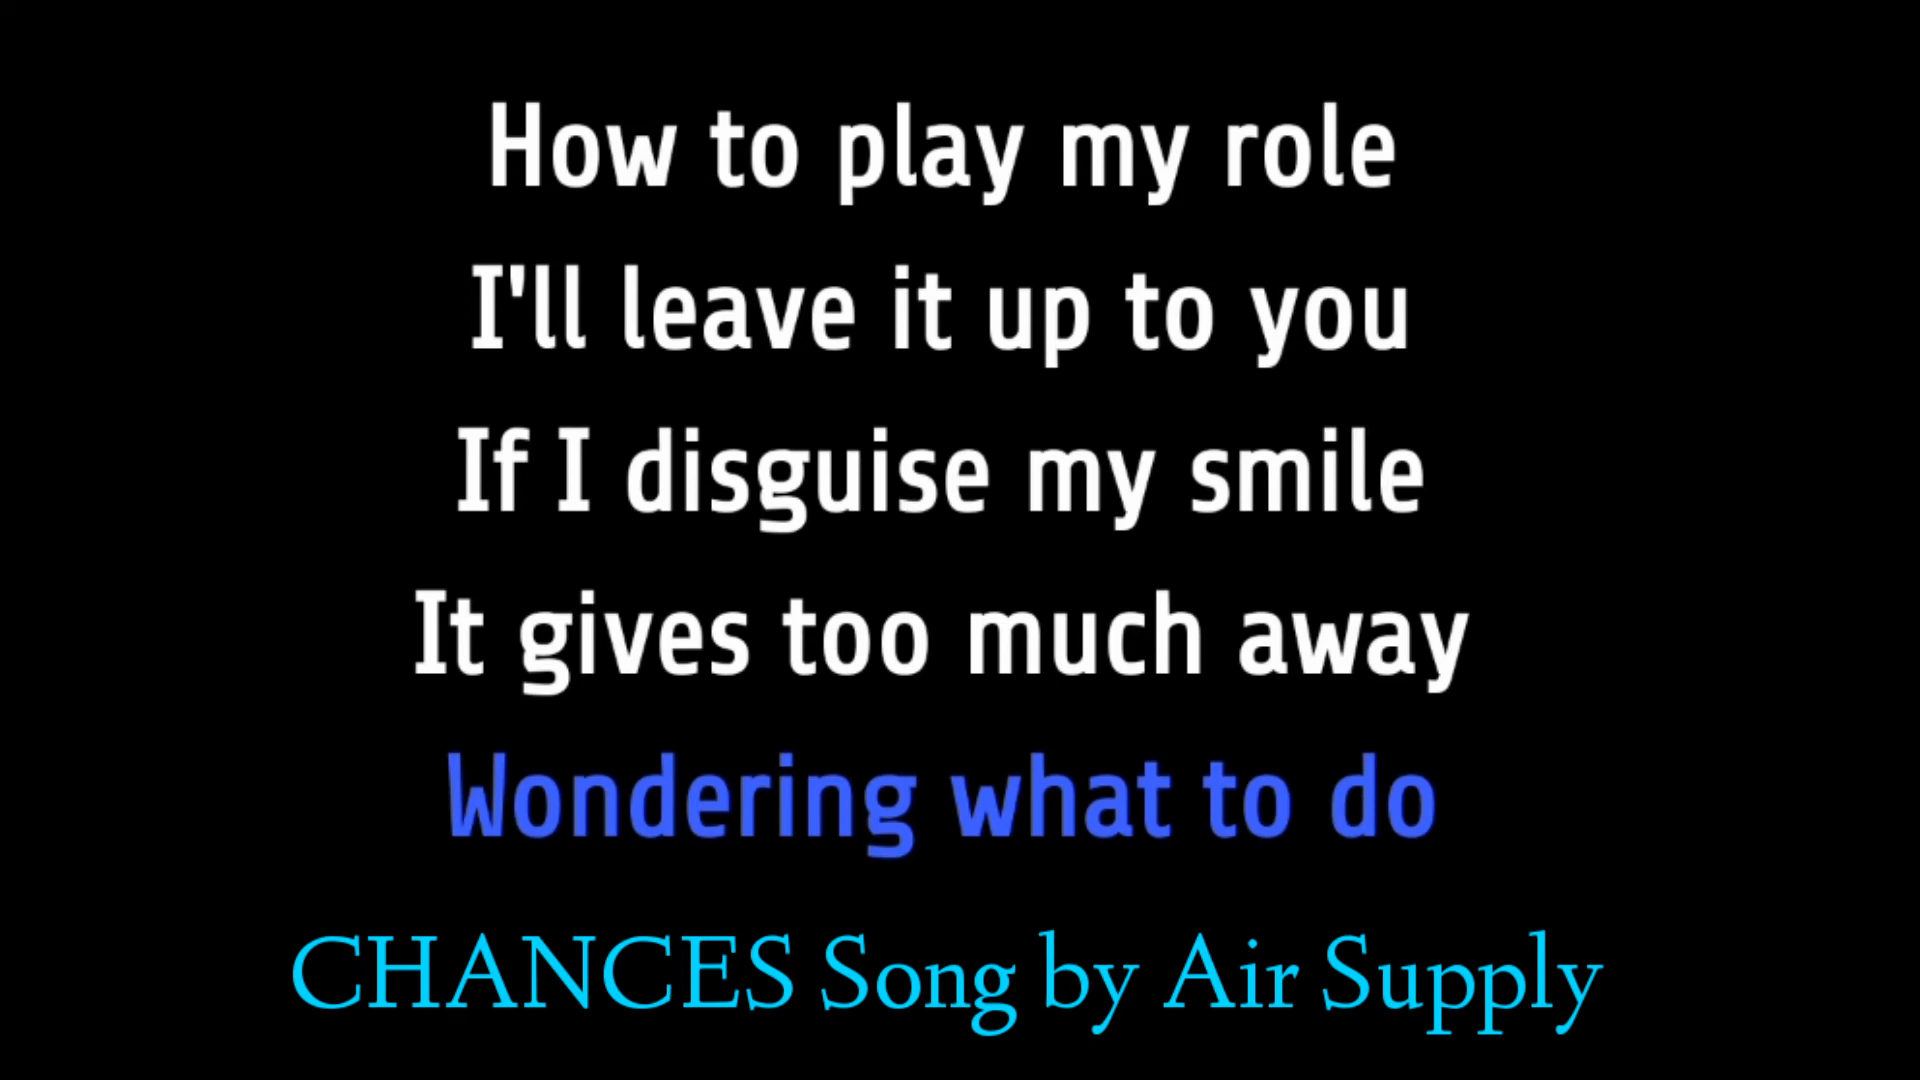 How to play my role
I'll leave it up to you
If I disguise my smile
It gives too much away
Wondering what to do
CHANCES Song by Air Supply